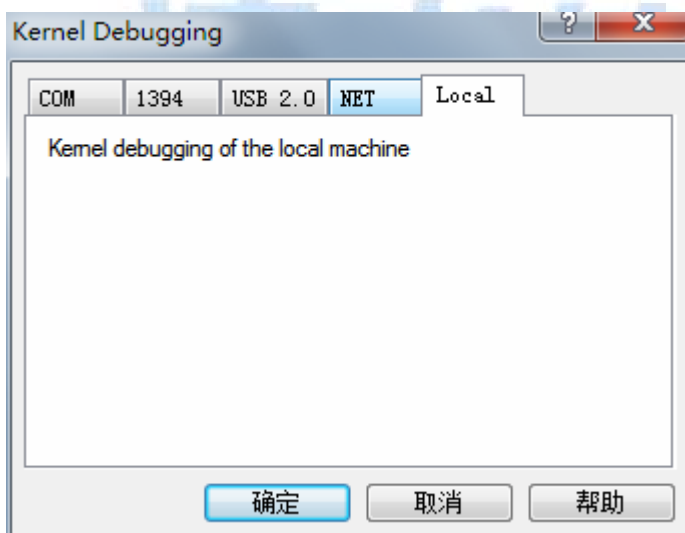 Kernel Debugging
COM 1394 USB 2.0 NET Local
Kernel debugging of the local machine
确定 取消 帮助